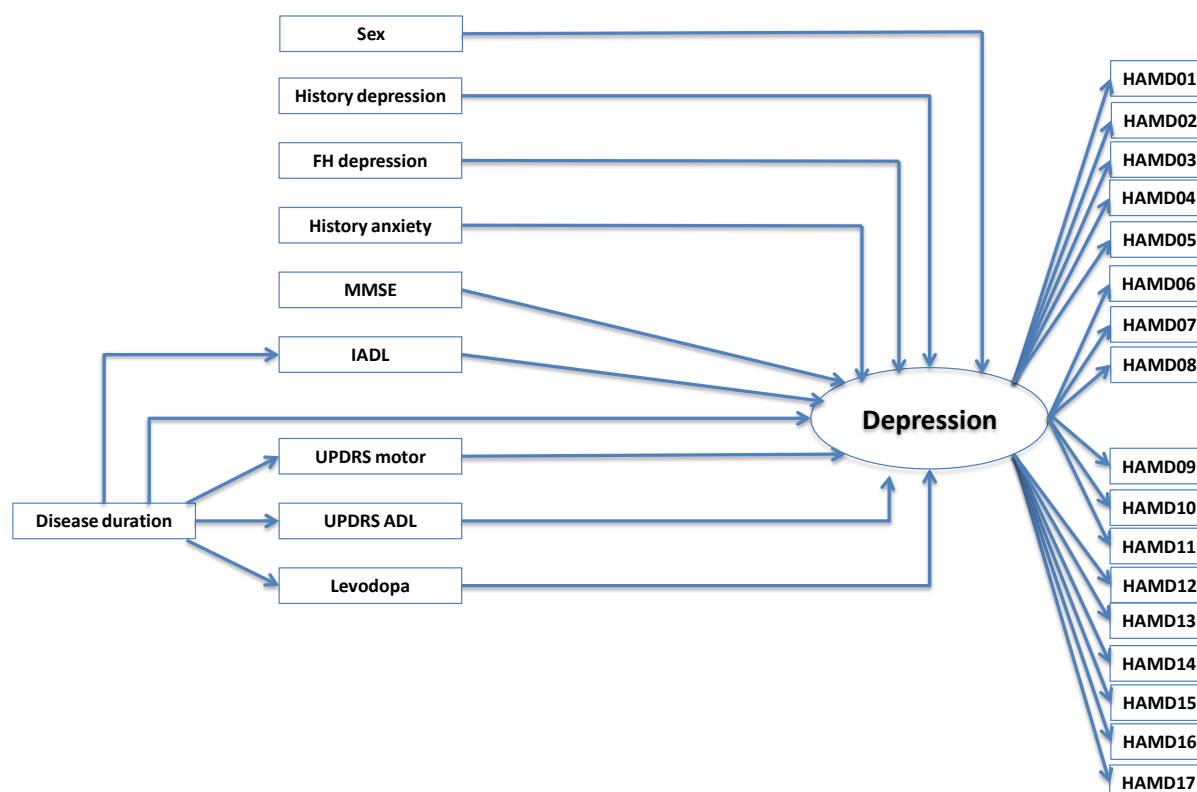 Sex
History depression
FH depression
History anxiety
MMSE
IADL
UPDRS motor
UPDRS ADL
Levodopa
Disease duration
Depression
HAMD01
HAMD02
HAMD03
HAMD04
HAMD05
HAMD06
HAMD07
HAMD08
HAMD09
HAMD10
HAMD11
HAMD12
HAMD13
HAMD14
HAMD15
HAMD16
HAMD17